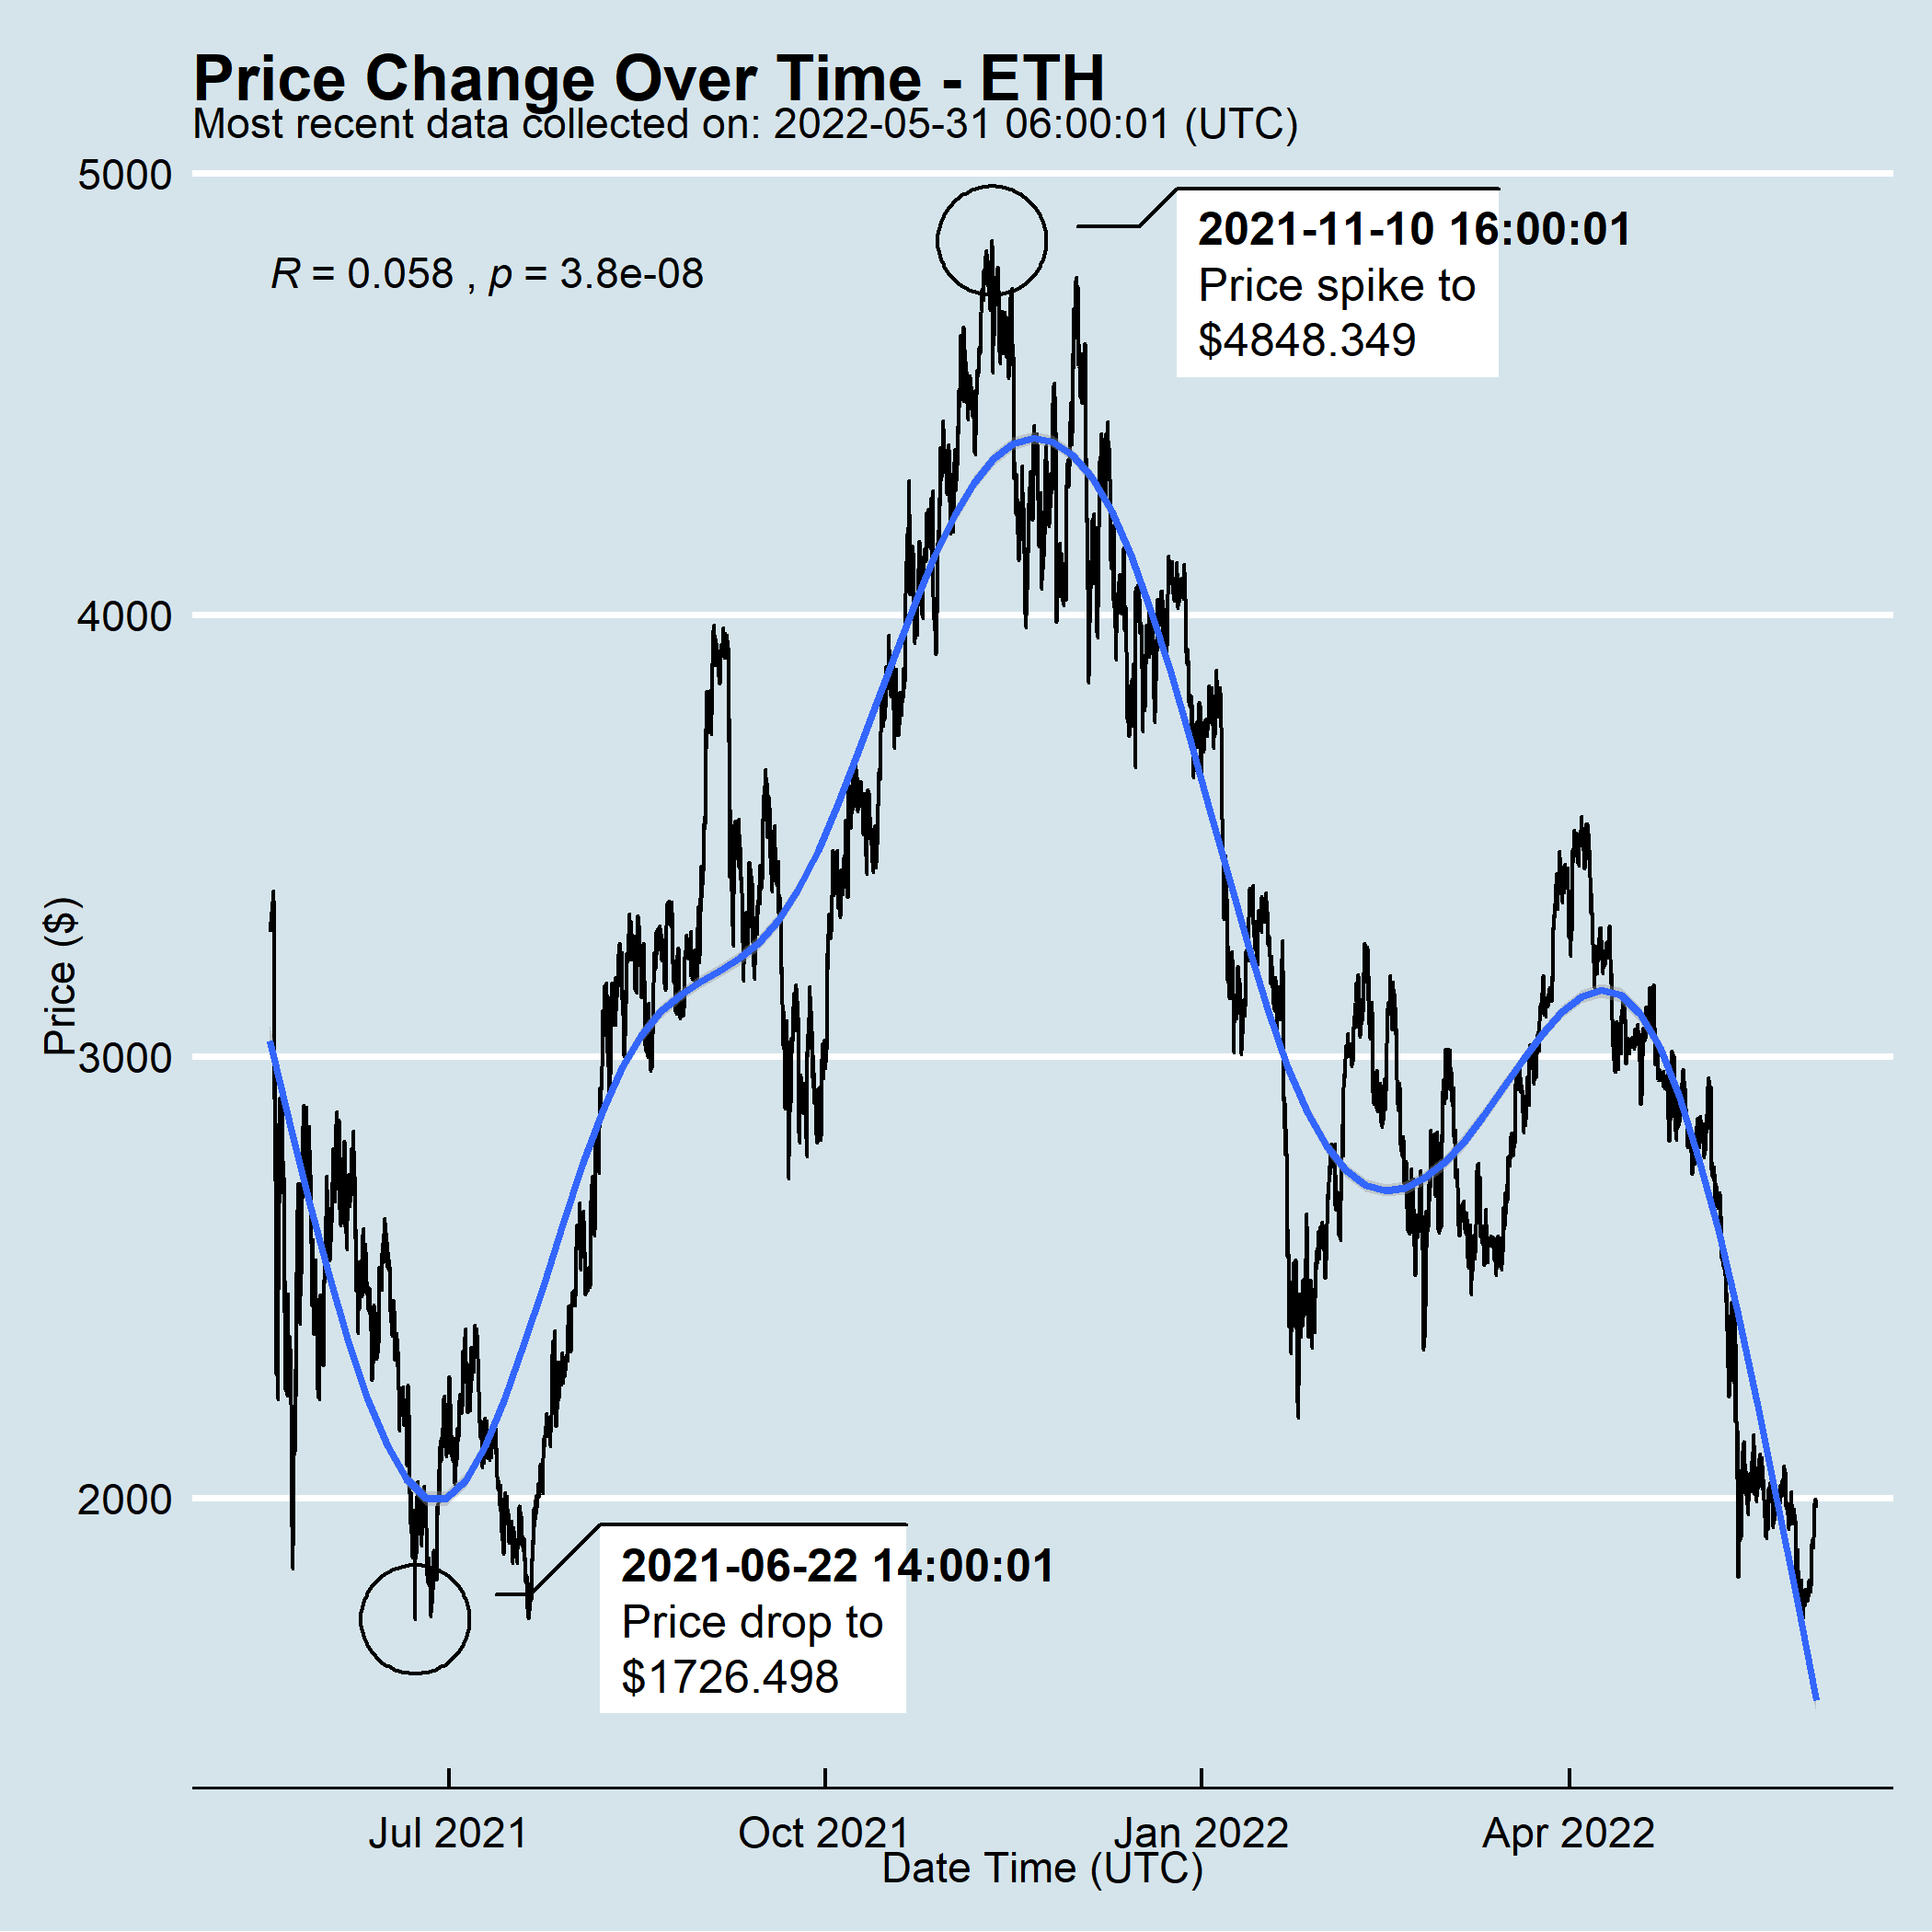 Price Change Over Time - ETH
Most recent data collected on: 2022-05-31 06:00:01 (UTC)
5000
2021-11-10 16:00:01
Price spike to
$4848.349
R = 0.058 , p = 3.8e-08
4000
Price ($)
3000
2000
2021-06-22 14:00:01
Price drop to
$1726.498
Jul 2021 Oct 2021 Jan 2022 Apr 2022
Date Time (UTC)